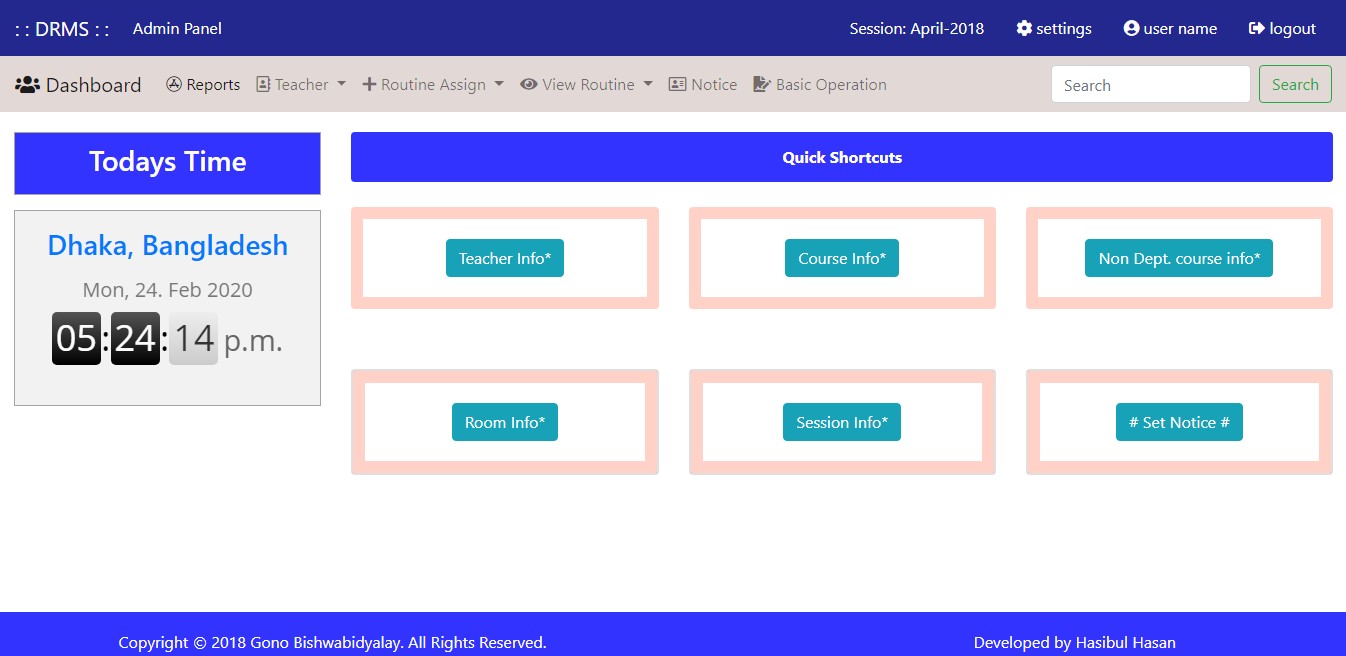 : : DRMS : : Admin Panel Session: April-2018 settings user name logout
Dashboard Reports Teacher Routine Assign View Routine Notice Basic Operation Search Search
Todays Time
Quick Shortcuts
Dhaka, Bangladesh
Mon, 24. Feb 2020
05:24:14 p.m.
Teacher Info* Course Info* Non Dept. course info*
Room Info* Session Info* # Set Notice #
Copyright © 2018 Gono Bishwabidyalay. All Rights Reserved. Developed by Hasibul Hasan